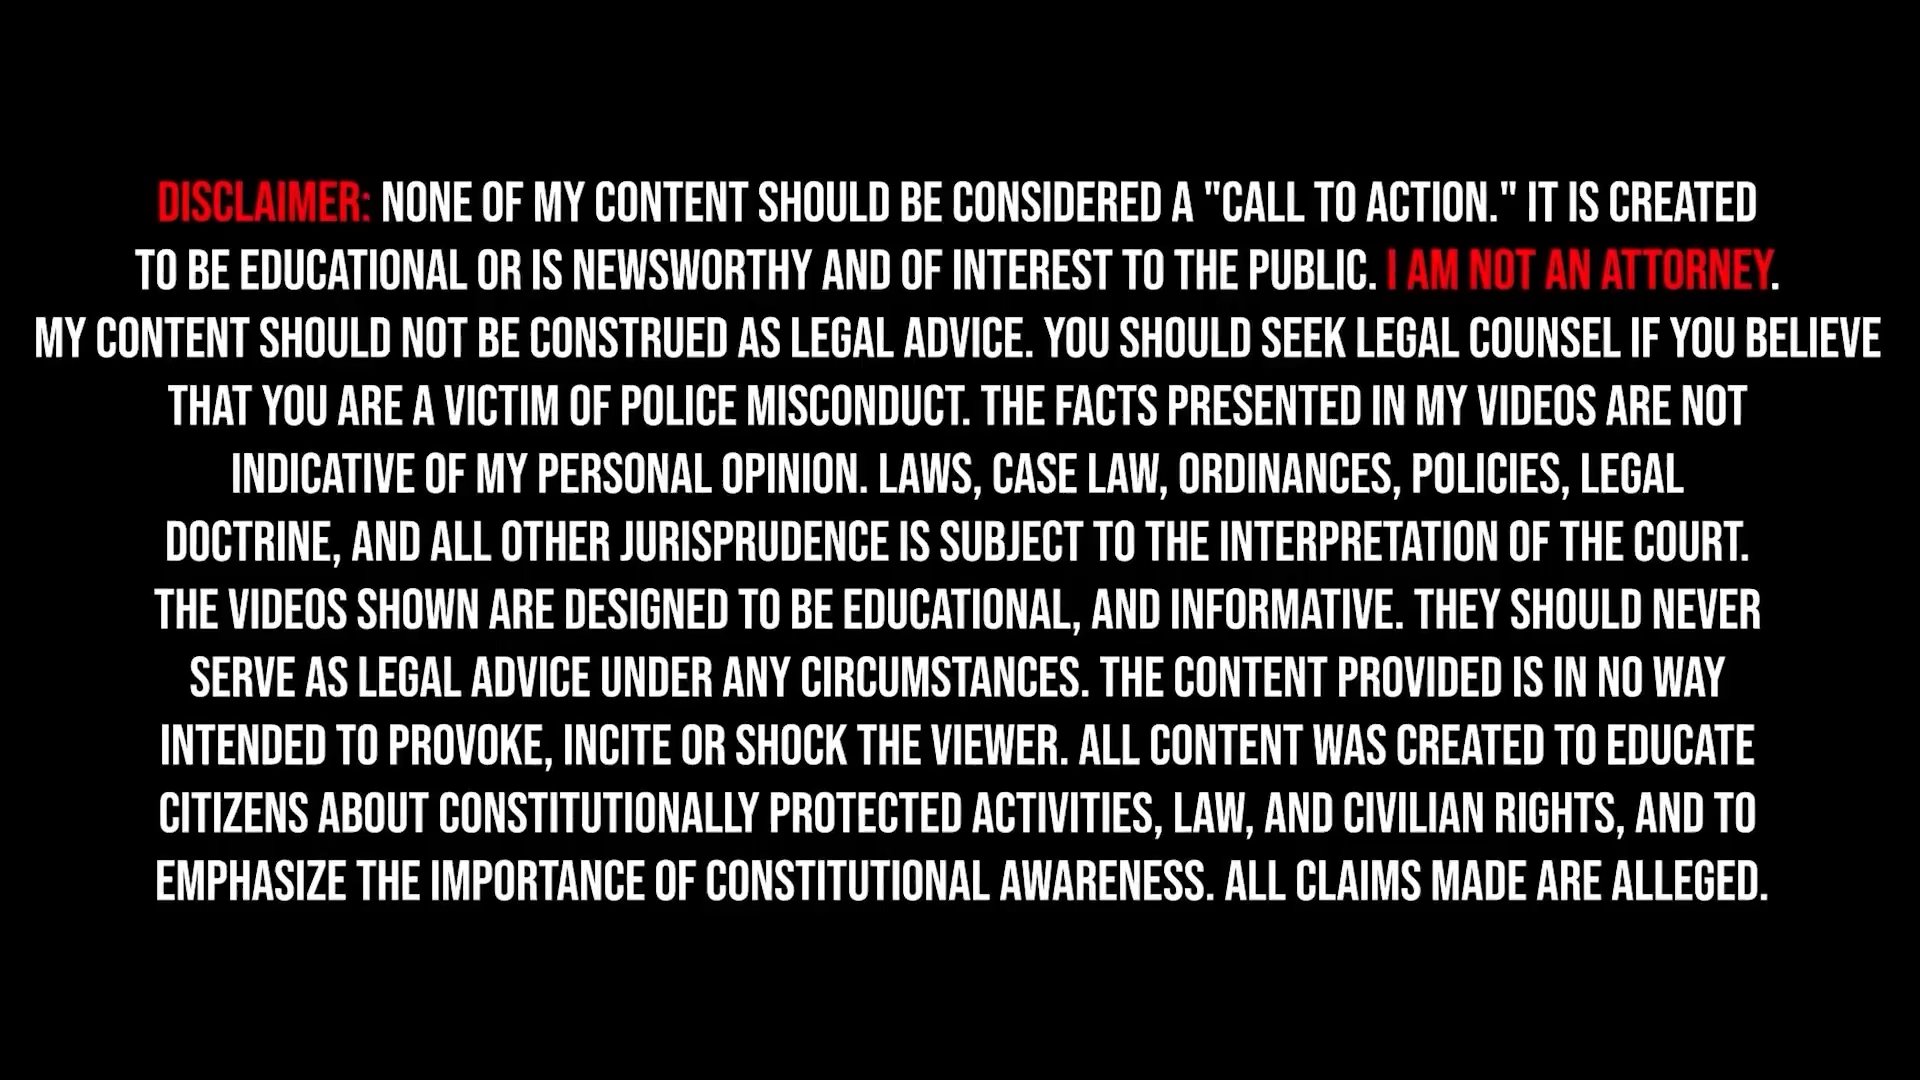 DISCLAIMER: NONE OF MY CONTENT SHOULD BE CONSIDERED A "CALL TO ACTION." IT IS CREATED
TO BE EDUCATIONAL OR IS NEWSWORTHY AND OF INTEREST TO THE PUBLIC. I AM NOT AN ATTORNEY.
MY CONTENT SHOULD NOT BE CONSTRUED AS LEGAL ADVICE. YOU SHOULD SEEK LEGAL COUNSEL IF YOU BELIEVE
THAT YOU ARE A VICTIM OF POLICE MISCONDUCT. THE FACTS PRESENTED IN MY VIDEOS ARE NOT
INDICATIVE OF MY PERSONAL OPINION. LAWS, CASE LAW, ORDINANCES, POLICIES, LEGAL
DOCTRINE, AND ALL OTHER JURISPRUDENCE IS SUBJECT TO THE INTERPRETATION OF THE COURT.
THE VIDEOS SHOWN ARE DESIGNED TO BE EDUCATIONAL, AND INFORMATIVE. THEY SHOULD NEVER
SERVE AS LEGAL ADVICE UNDER ANY CIRCUMSTANCES. THE CONTENT PROVIDED IS IN NO WAY
INTENDED TO PROVOKE, INCITE OR SHOCK THE VIEWER. ALL CONTENT WAS CREATED TO EDUCATE
CITIZENS ABOUT CONSTITUTIONALLY PROTECTED ACTIVITIES, LAW, AND CIVILIAN RIGHTS, AND TO
EMPHASIZE THE IMPORTANCE OF CONSTITUTIONAL AWARENESS. ALL CLAIMS MADE ARE ALLEGED.